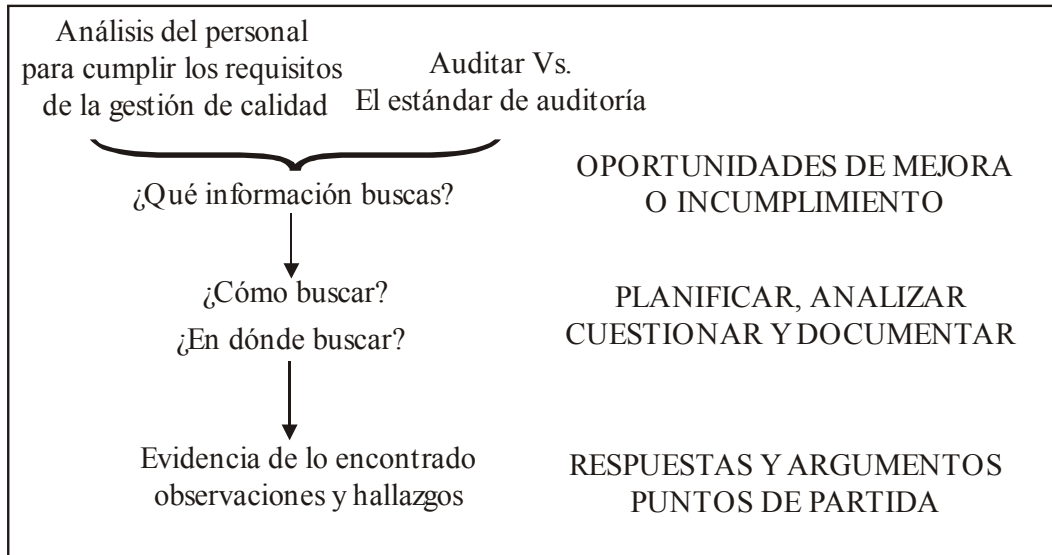 Análisis del personal
para cumplir los requisitos
de la gestión de calidad
Auditar Vs.
El estándar de auditoría
¿Qué información buscas?
OPORTUNIDADES DE MEJORA
O INCUMPLIMIENTO
¿Cómo buscar?
¿En dónde buscar?
PLANIFICAR, ANALIZAR
CUESTIONAR Y DOCUMENTAR
Evidencia de lo encontrado
observaciones y hallazgos
RESPUESTAS Y ARGUMENTOS
PUNTOS DE PARTIDA